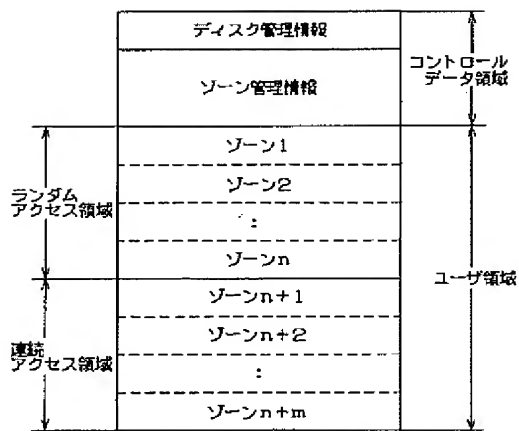 ディスク管理情報
ゾーン管理情報
コントロール
データ領域
ゾーン1
ゾーン2
:
ゾーンn
ランダム
アクセス領域
ゾーンn+1
ゾーンn+2
:
ゾーンn+m
連続
アクセス領域
ユーザ領域